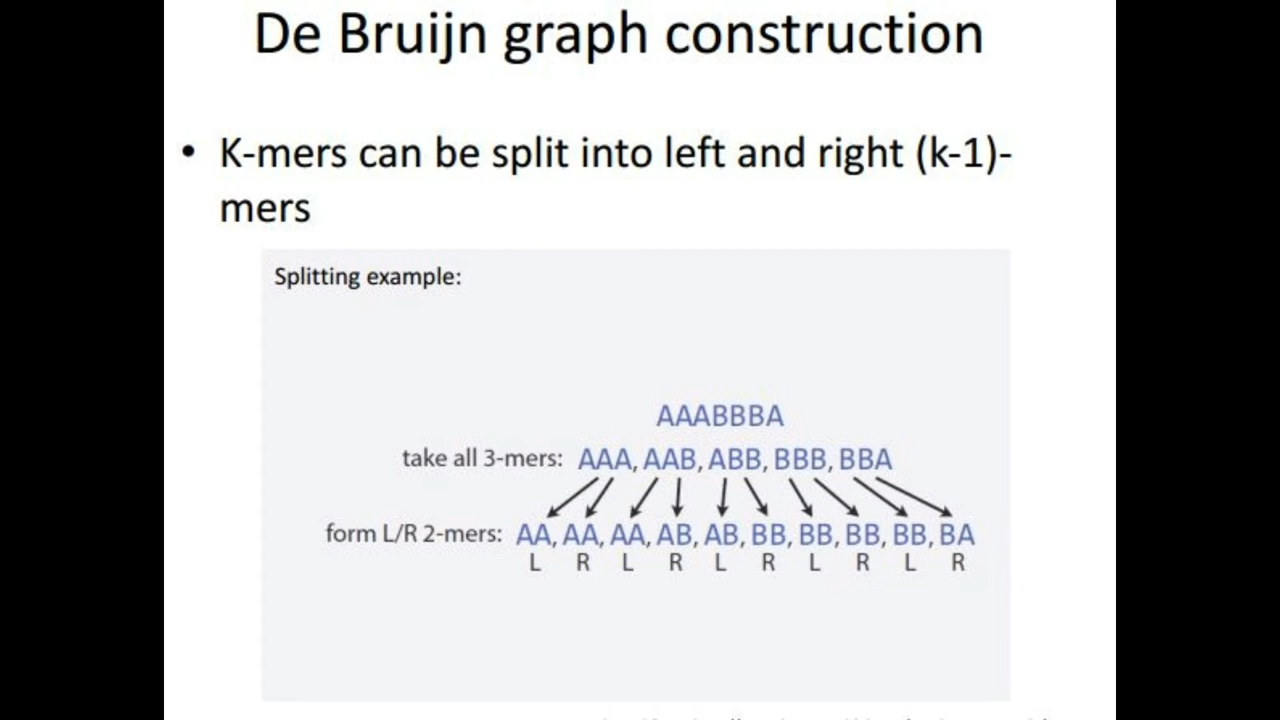 De Bruijn graph construction
• K-mers can be split into left and right (k-1)-
mers
Splitting example:
AAABBBA
take all 3-mers: AAA, AAB, ABB, BBB, BBA
form L/R 2-mers: AA, AA, AA, AB, AB, BB, BB, BB, BB, BA
L R L R L R L R L R